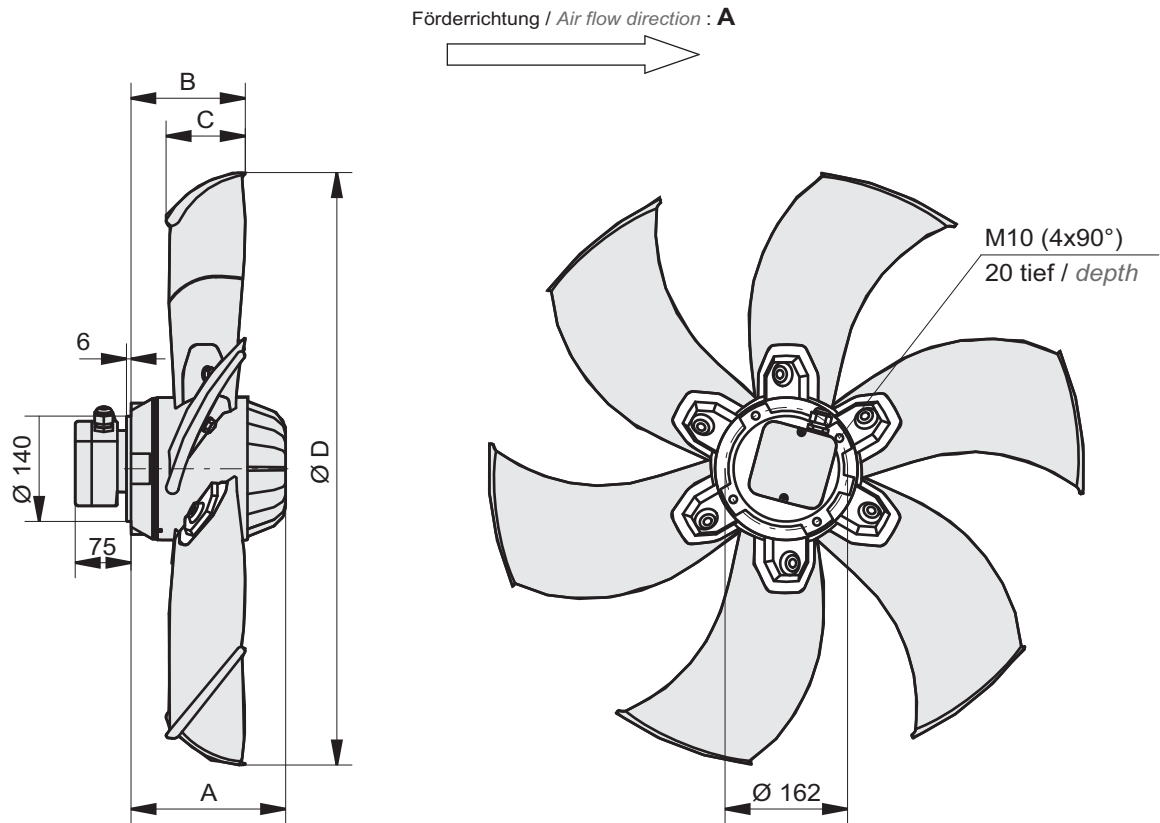 Förderrichtung / Air flow direction : A
B
C
M10 (4x90°)
20 tief / depth
6
Ø 140
Ø D
75
A
Ø 162